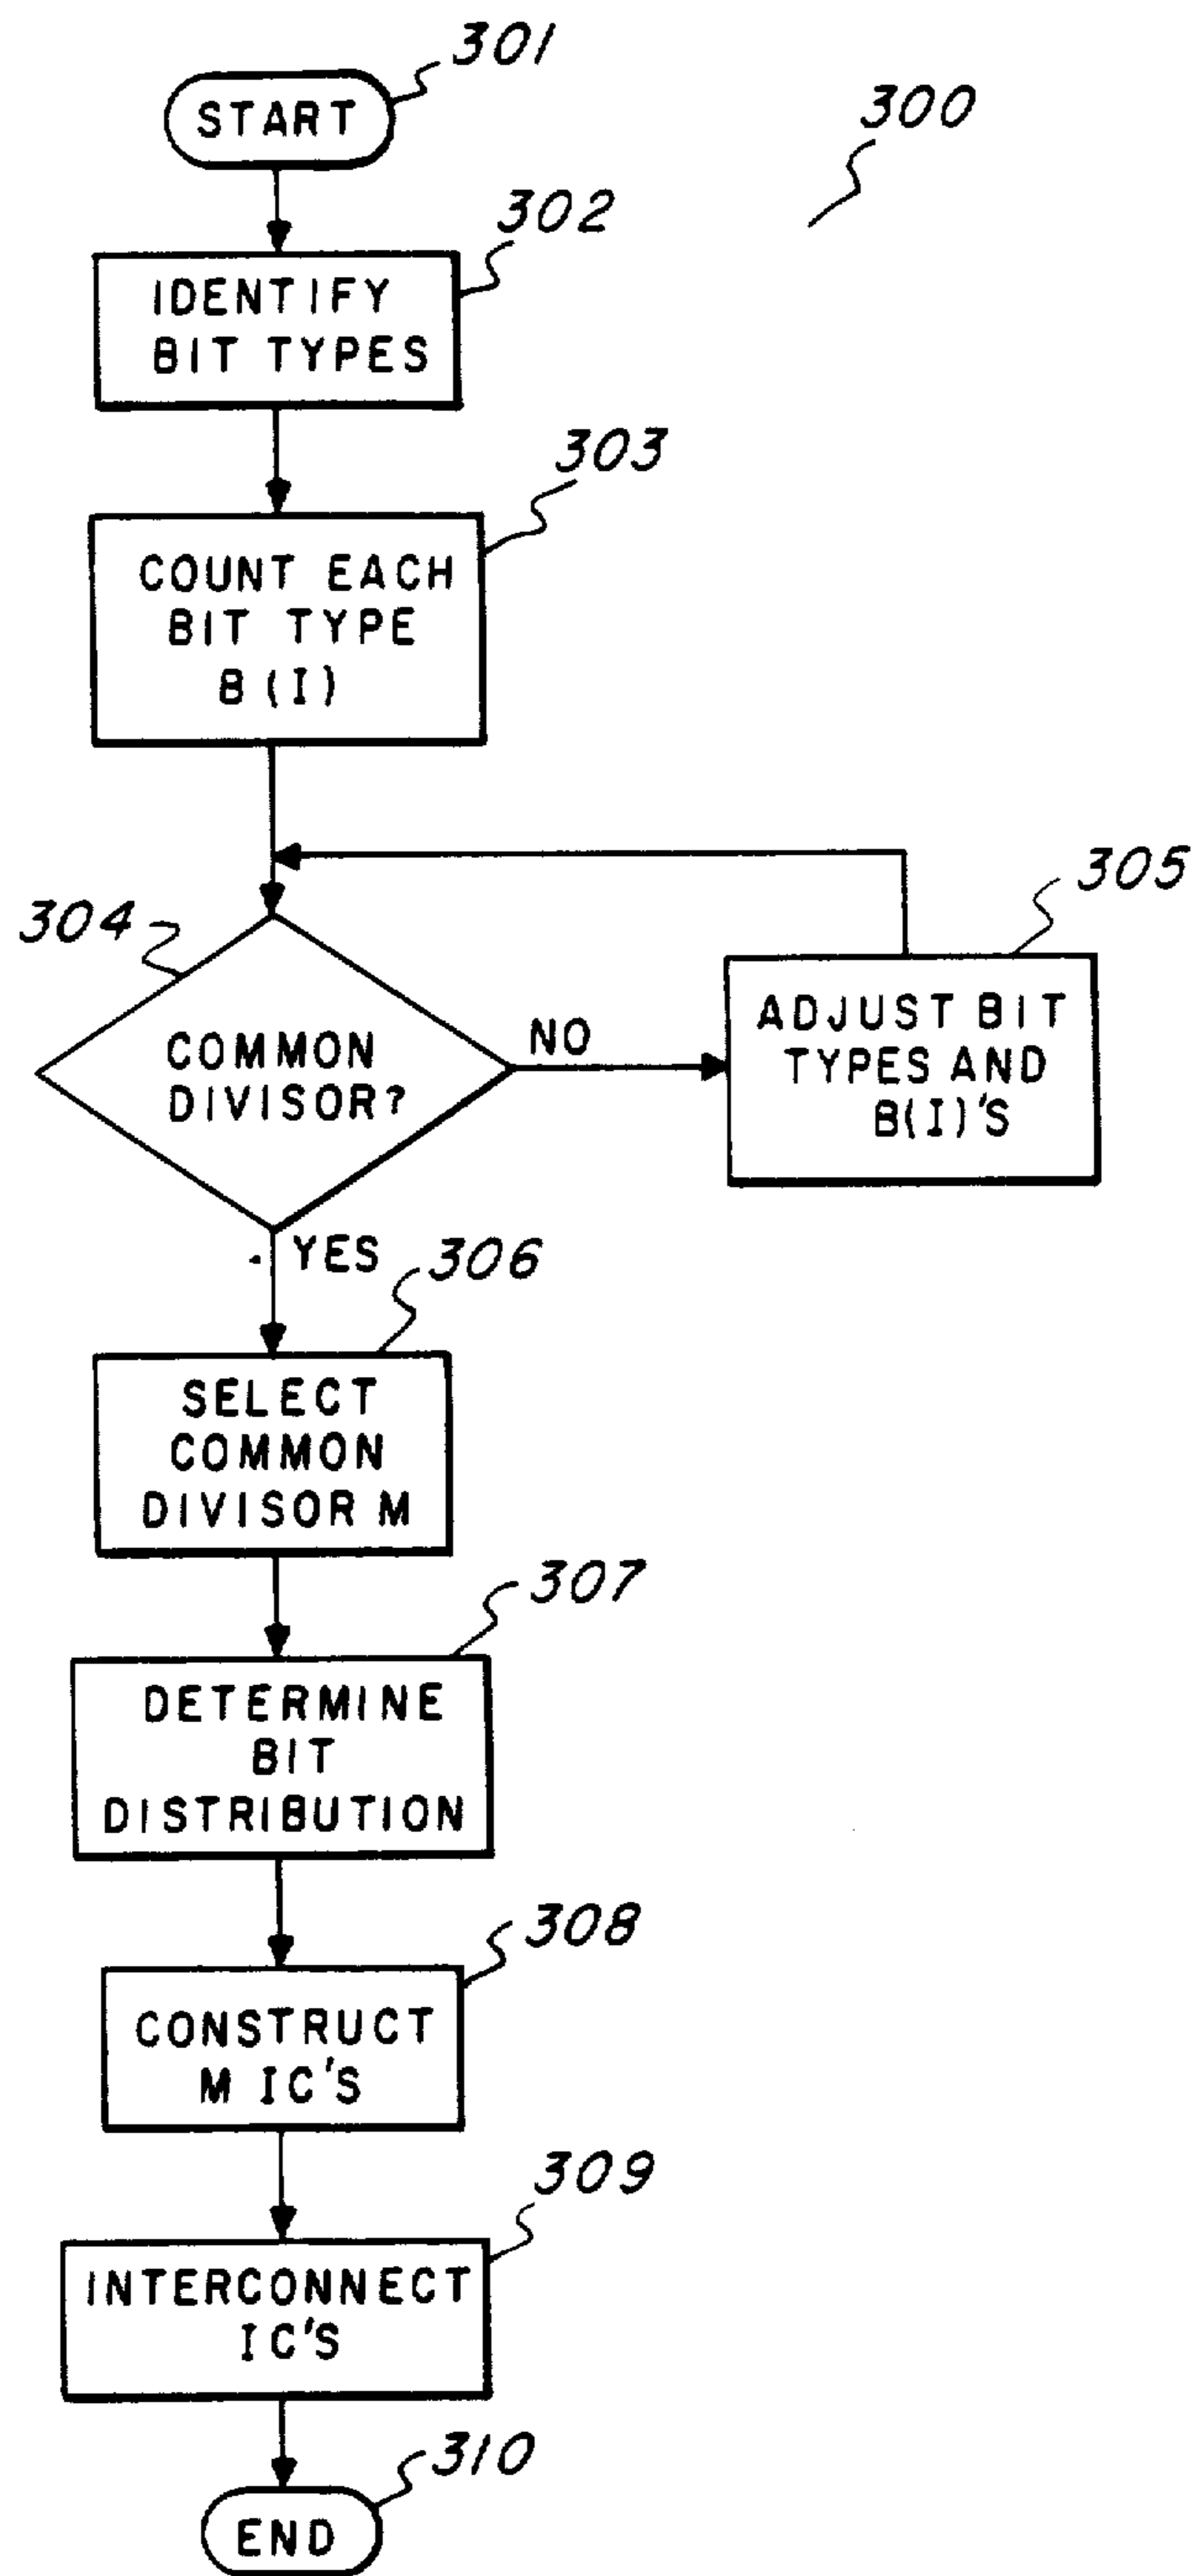 301
START
300
302
IDENTIFY
BIT TYPES
303
COUNT EACH
BIT TYPE
B(I)
304
COMMON
DIVISOR?
NO
305
ADJUST BIT
TYPES AND
B(I)'S
YES
306
SELECT
COMMON
DIVISOR M
307
DETERMINE
BIT
DISTRIBUTION
308
CONSTRUCT
M IC'S
309
INTERCONNECT
IC'S
310
END